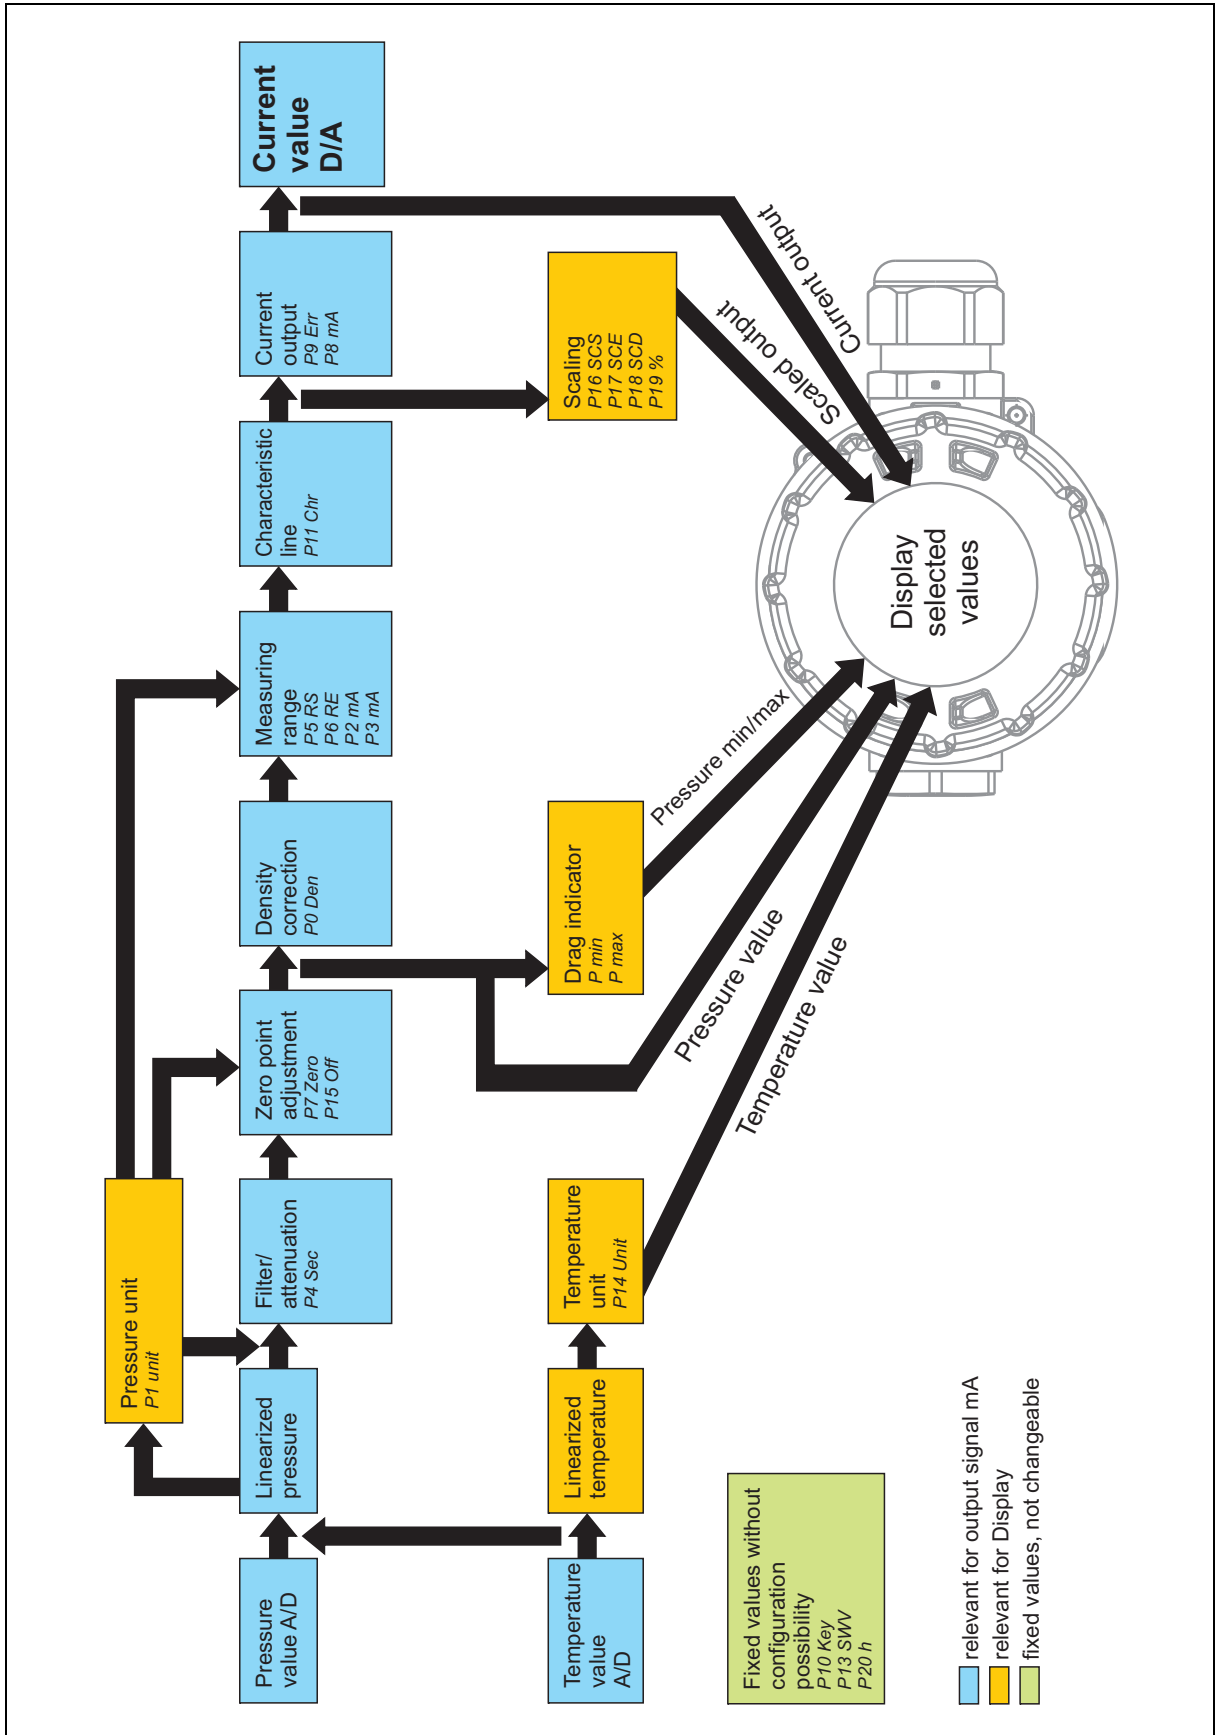 Pressure unit
P1 unit
Pressure
value A/D
Linearized
pressure
Filter/
attenuation
P4 Sec
Zero point
adjustment
P7 Zero
P15 Off
Density
correction
P0 Den
Measuring
range
P5 RS
P6 RE
P2 mA
P3 mA
Characteristic
line
P11 Chr
Current
output
P9 Err
P8 mA
Current
value
D/A
Temperature
value
A/D
Linearized
temperature
Temperature
unit
P14 Unit
Drag indicator
P min
P max
Scaling
P16 SCS
P17 SCE
P18 SCD
P19 %
Temperature value
Pressure value
Pressure min/max
Scaled output
Current output
Display
selected
values
Fixed values without
configuration
possibility
P10 Key
P13 SWV
P20 h
relevant for output signal mA
relevant for Display
fixed values, not changeable